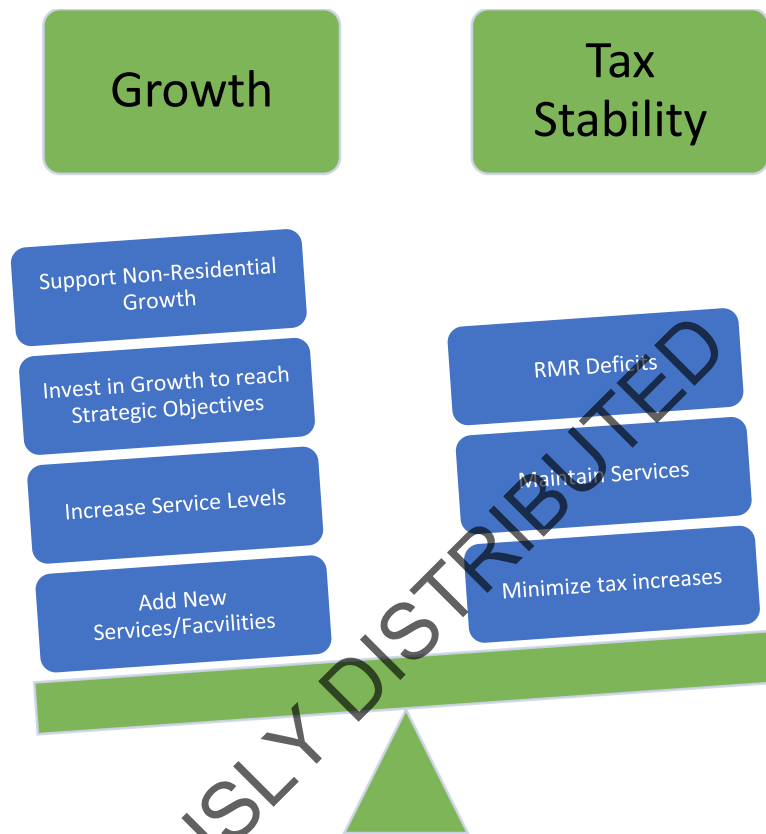 Growth
Tax
Stability
Support Non-Residential
Growth
Invest in Growth to reach
Strategic Objectives
Increase Service Levels
Add New
Services/Facvilities
RMR Deficits
Maintain Services
Minimize tax increases
USLY DISTRIBUTED